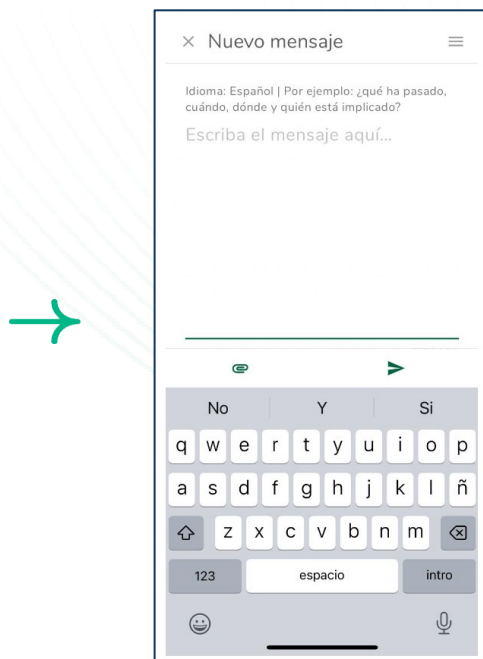 × Nuevo mensaje
Idioma: Español | Por ejemplo: ¿qué ha pasado,
cuándo, dónde y quién está implicado?
Escriba el mensaje aquí...
No Y Si
q w e r t y u i o p
a s d f g h j k l ñ
z x c v b n m
123 espacio intro